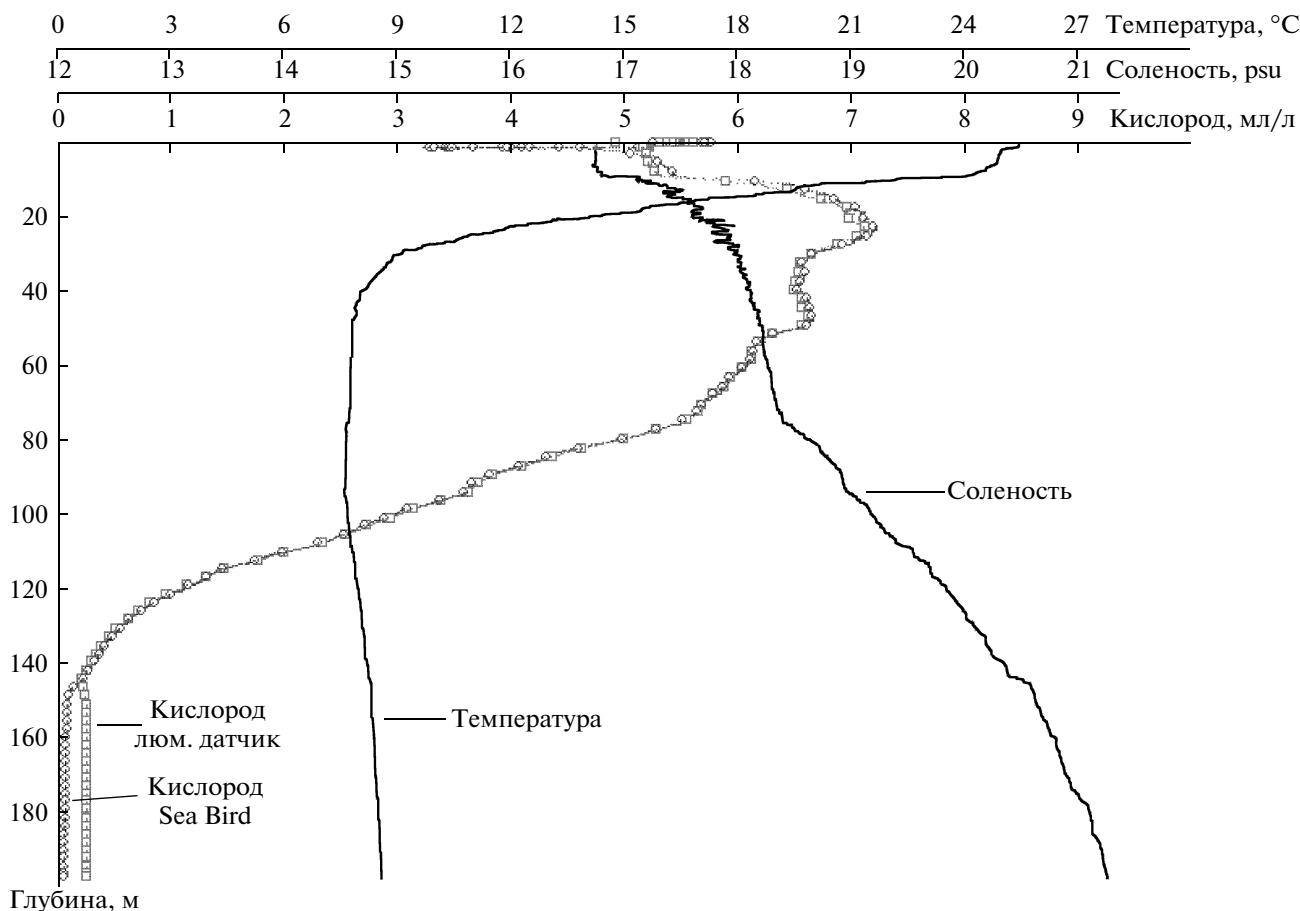 0 3 6 9 12 15 18 21 24 27 Температура, °C
12 13 14 15 16 17 18 19 20 21 Соленость, psu
0 1 2 3 4 5 6 7 8 9 Кислород, мл/л
20
40
60
80
100
120
140
160
180
Соленость
Температура
Кислород
люм. датчик
Кислород
Sea Bird
Глубина, м